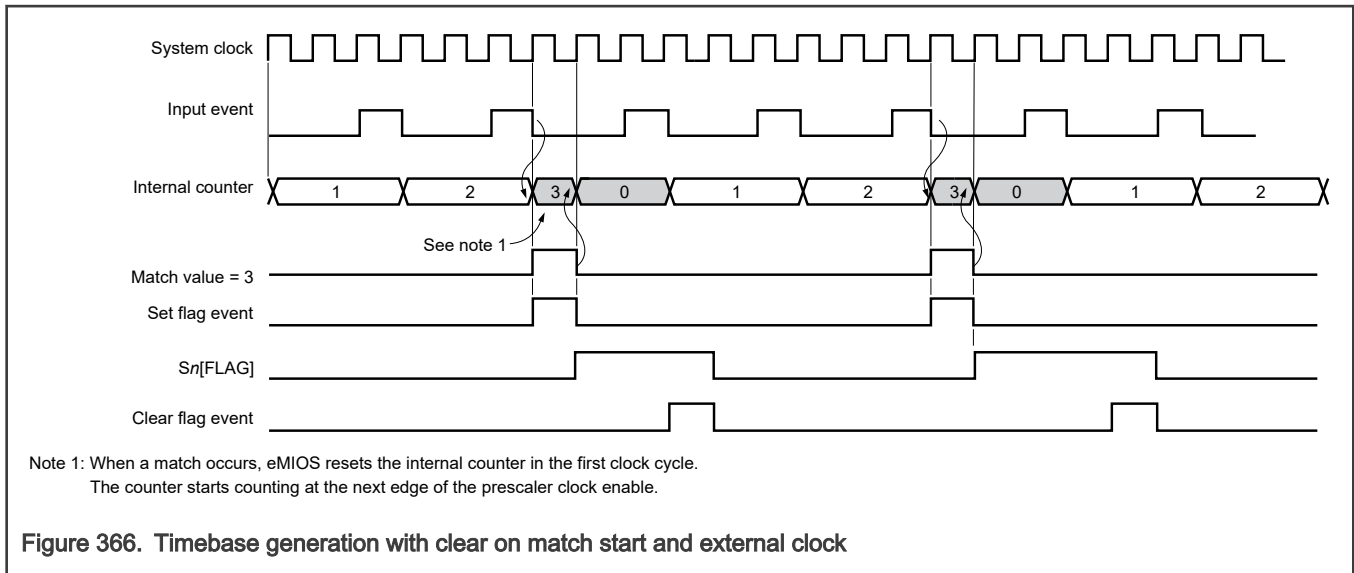 System clock
Input event
Internal counter
1 2 3 0 1 2 3 0 1 2
See note 1
Match value = 3
Set flag event
Sn[FLAG]
Clear flag event
Note 1: When a match occurs, eMIOS resets the internal counter in the first clock cycle.
The counter starts counting at the next edge of the prescaler clock enable.
Figure 366. Timebase generation with clear on match start and external clock